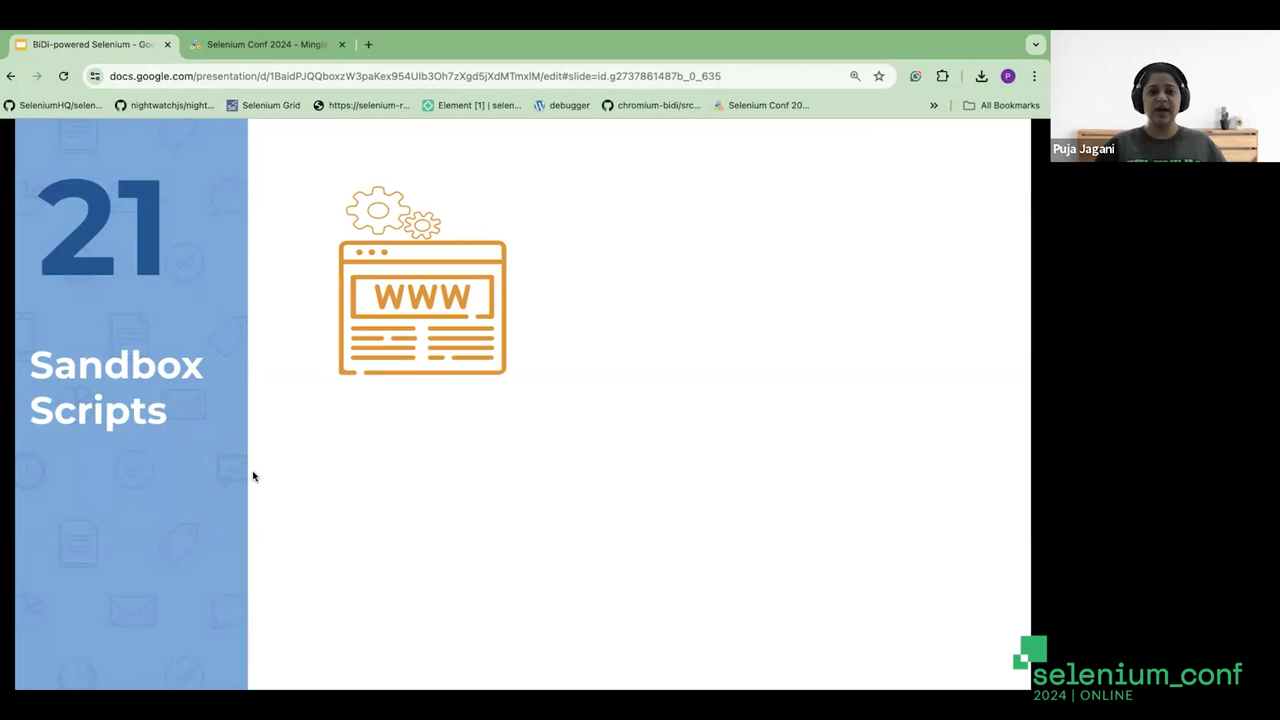 BiDi-powered Selenium - Goo
Selenium Conf 2024 - Mingle
docs.google.com/presentation/d/1BaidPJQQboxzW3paKex954UIb3Oh7zXgd5jXdMTmxIM/edit#slide=id.g2737861487b_0_635
SeleniumHQ/selen...
nightwatchjs/night...
Selenium Grid
https://selenium-r...
Element [1] | selen...
debugger
chromium-bidi/src...
Selenium Conf 20...
»
All Bookmarks
P
Puja Jagani
21
Sandbox
Scripts
WWW
selenium_conf
2024 | ONLINE